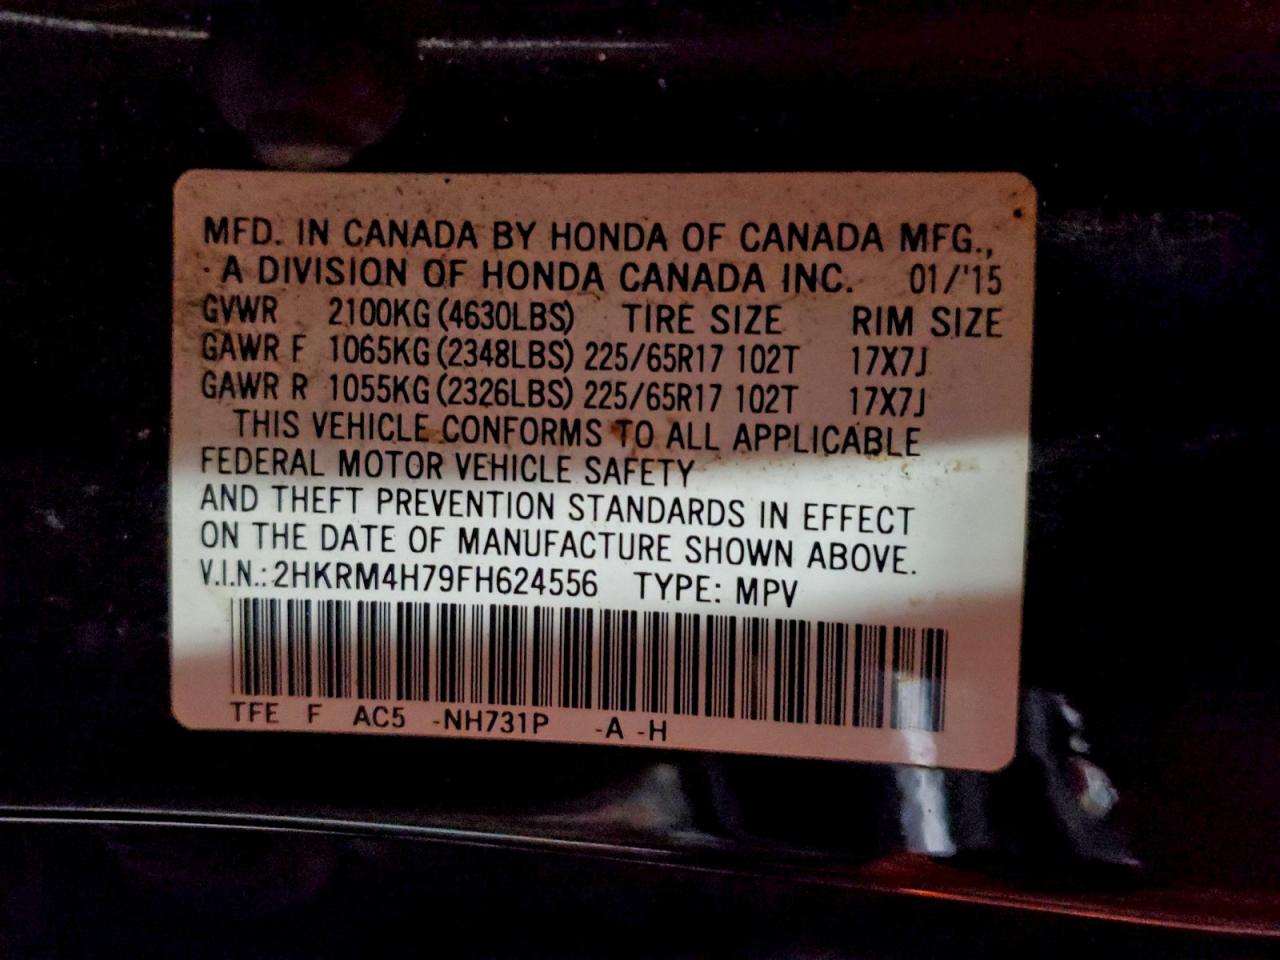 MFD. IN CANADA BY HONDA OF CANADA MFG.,
A DIVISION OF HONDA CANADA INC. 01/'15
GVWR 2100KG (4630LBS) TIRE SIZE RIM SIZE
GAWR F 1065KG (2348LBS) 225/65R17 102T 17X7J
GAWR R 1055KG (2326LBS) 225/65R17 102T 17X7J
THIS VEHICLE CONFORMS TO ALL APPLICABLE
FEDERAL MOTOR VEHICLE SAFETY
AND THEFT PREVENTION STANDARDS IN EFFECT
ON THE DATE OF MANUFACTURE SHOWN ABOVE.
V.I.N.: 2HKRM4H79FH624556 TYPE: MPV
TFE F AC5 -NH731P -A -H